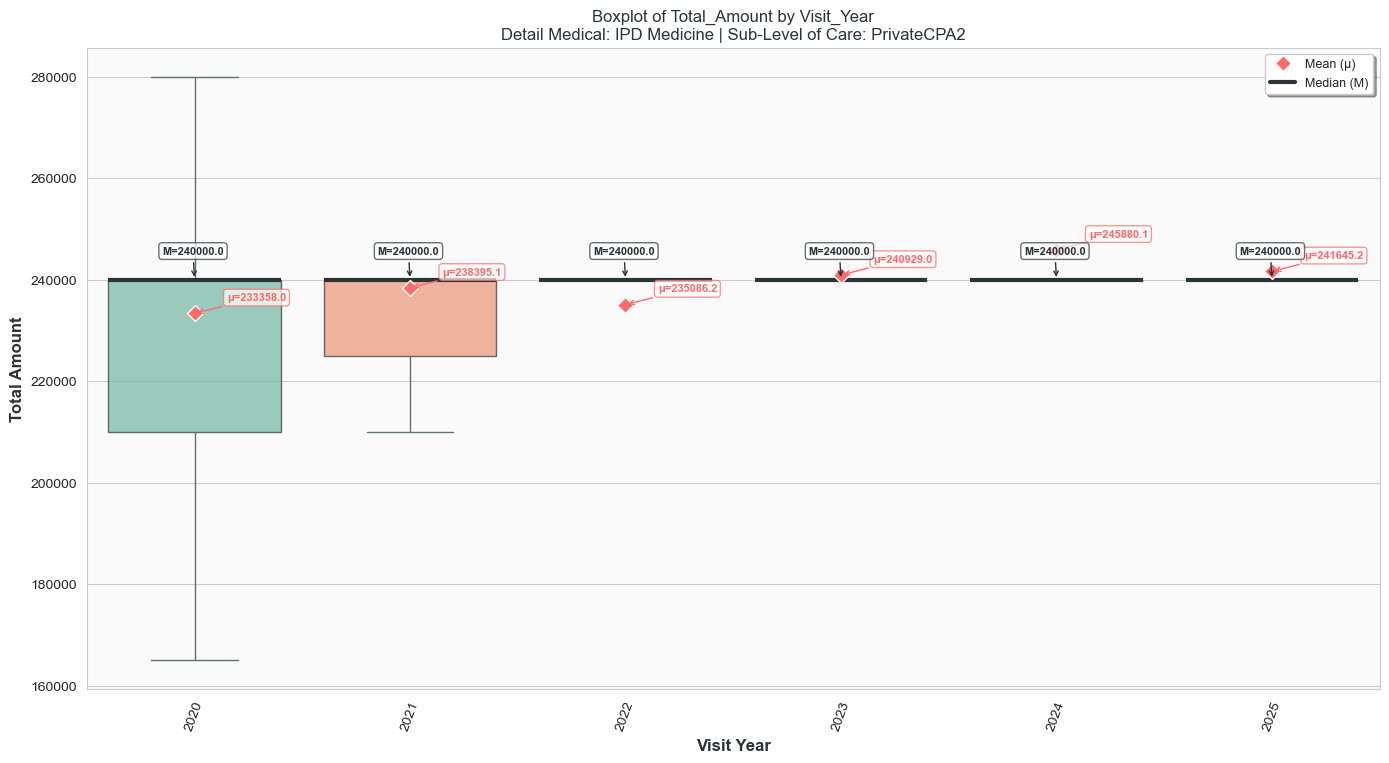 Boxplot of Total_Amount by Visit_Year
Detail Medical: IPD Medicine | Sub-Level of Care: PrivateCPA2
Mean (μ)
Median (M)
Total Amount
280000
260000
240000
220000
200000
180000
160000
M=240000.0
μ=233358.0
M=240000.0
μ=238395.1
M=240000.0
μ=235086.2
M=240000.0
μ=240929.0
M=240000.0
μ=245880.1
M=240000.0
μ=241645.2
2020
2021
2022
2023
2024
2025
Visit Year